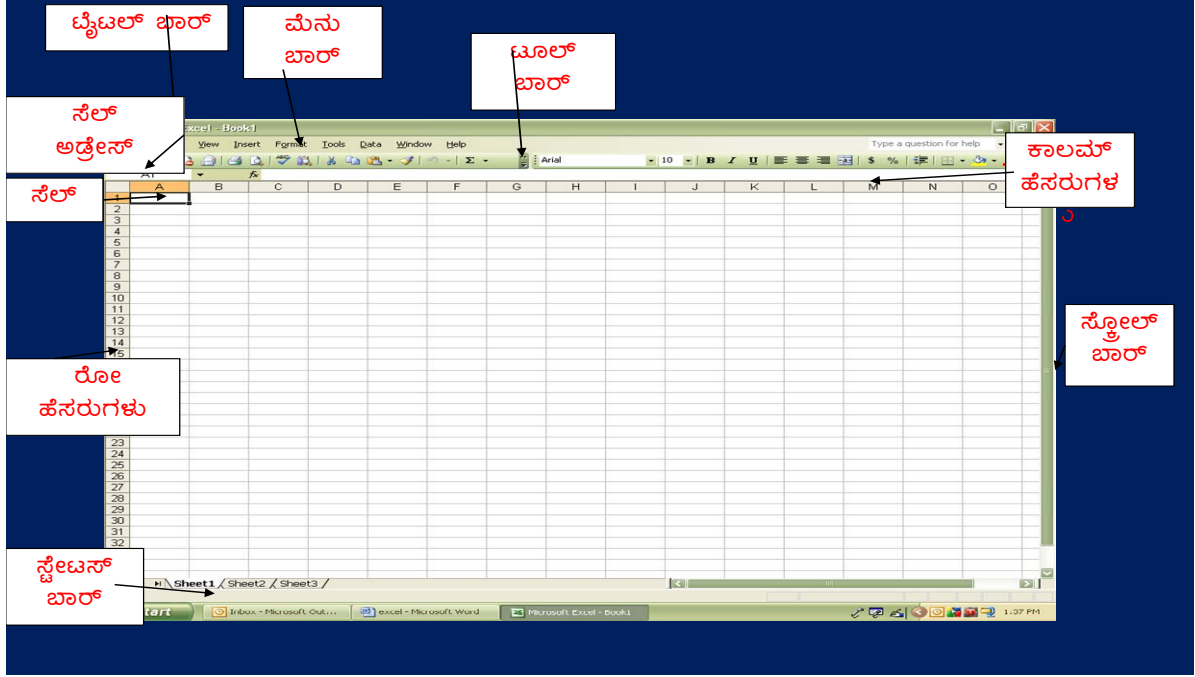 ಟೈಟಲ್ ಬಾರ್
ಮೆನು
ಬಾರ್
ಟೂಲ್
ಬಾರ್
ಸೆಲ್
ಅಡ್ರೇಸ್
Excel - Book1
View Insert Format Tools Data Window Help Type a question for help
Arial 10 B I U $ %
ಕಾಲಮ್
ಹೆಸರುಗಳು
ಸೆಲ್
A1 fx
A B C D E F G H I J K L M N O
1
2
3
4
5
6
7
8
9
10
11
12
13
14
15
ಸ್ಕ್ರೋಲ್
ಬಾರ್
ರೋ
ಹೆಸರುಗಳು
23
24
25
26
27
28
29
30
31
32
ಸ್ಟೇಟಸ್
ಬಾರ್
Sheet1 Sheet2 Sheet3
start Inbox - Microsoft Out... excel - Microsoft Word Microsoft Excel - Book1 1:37 PM